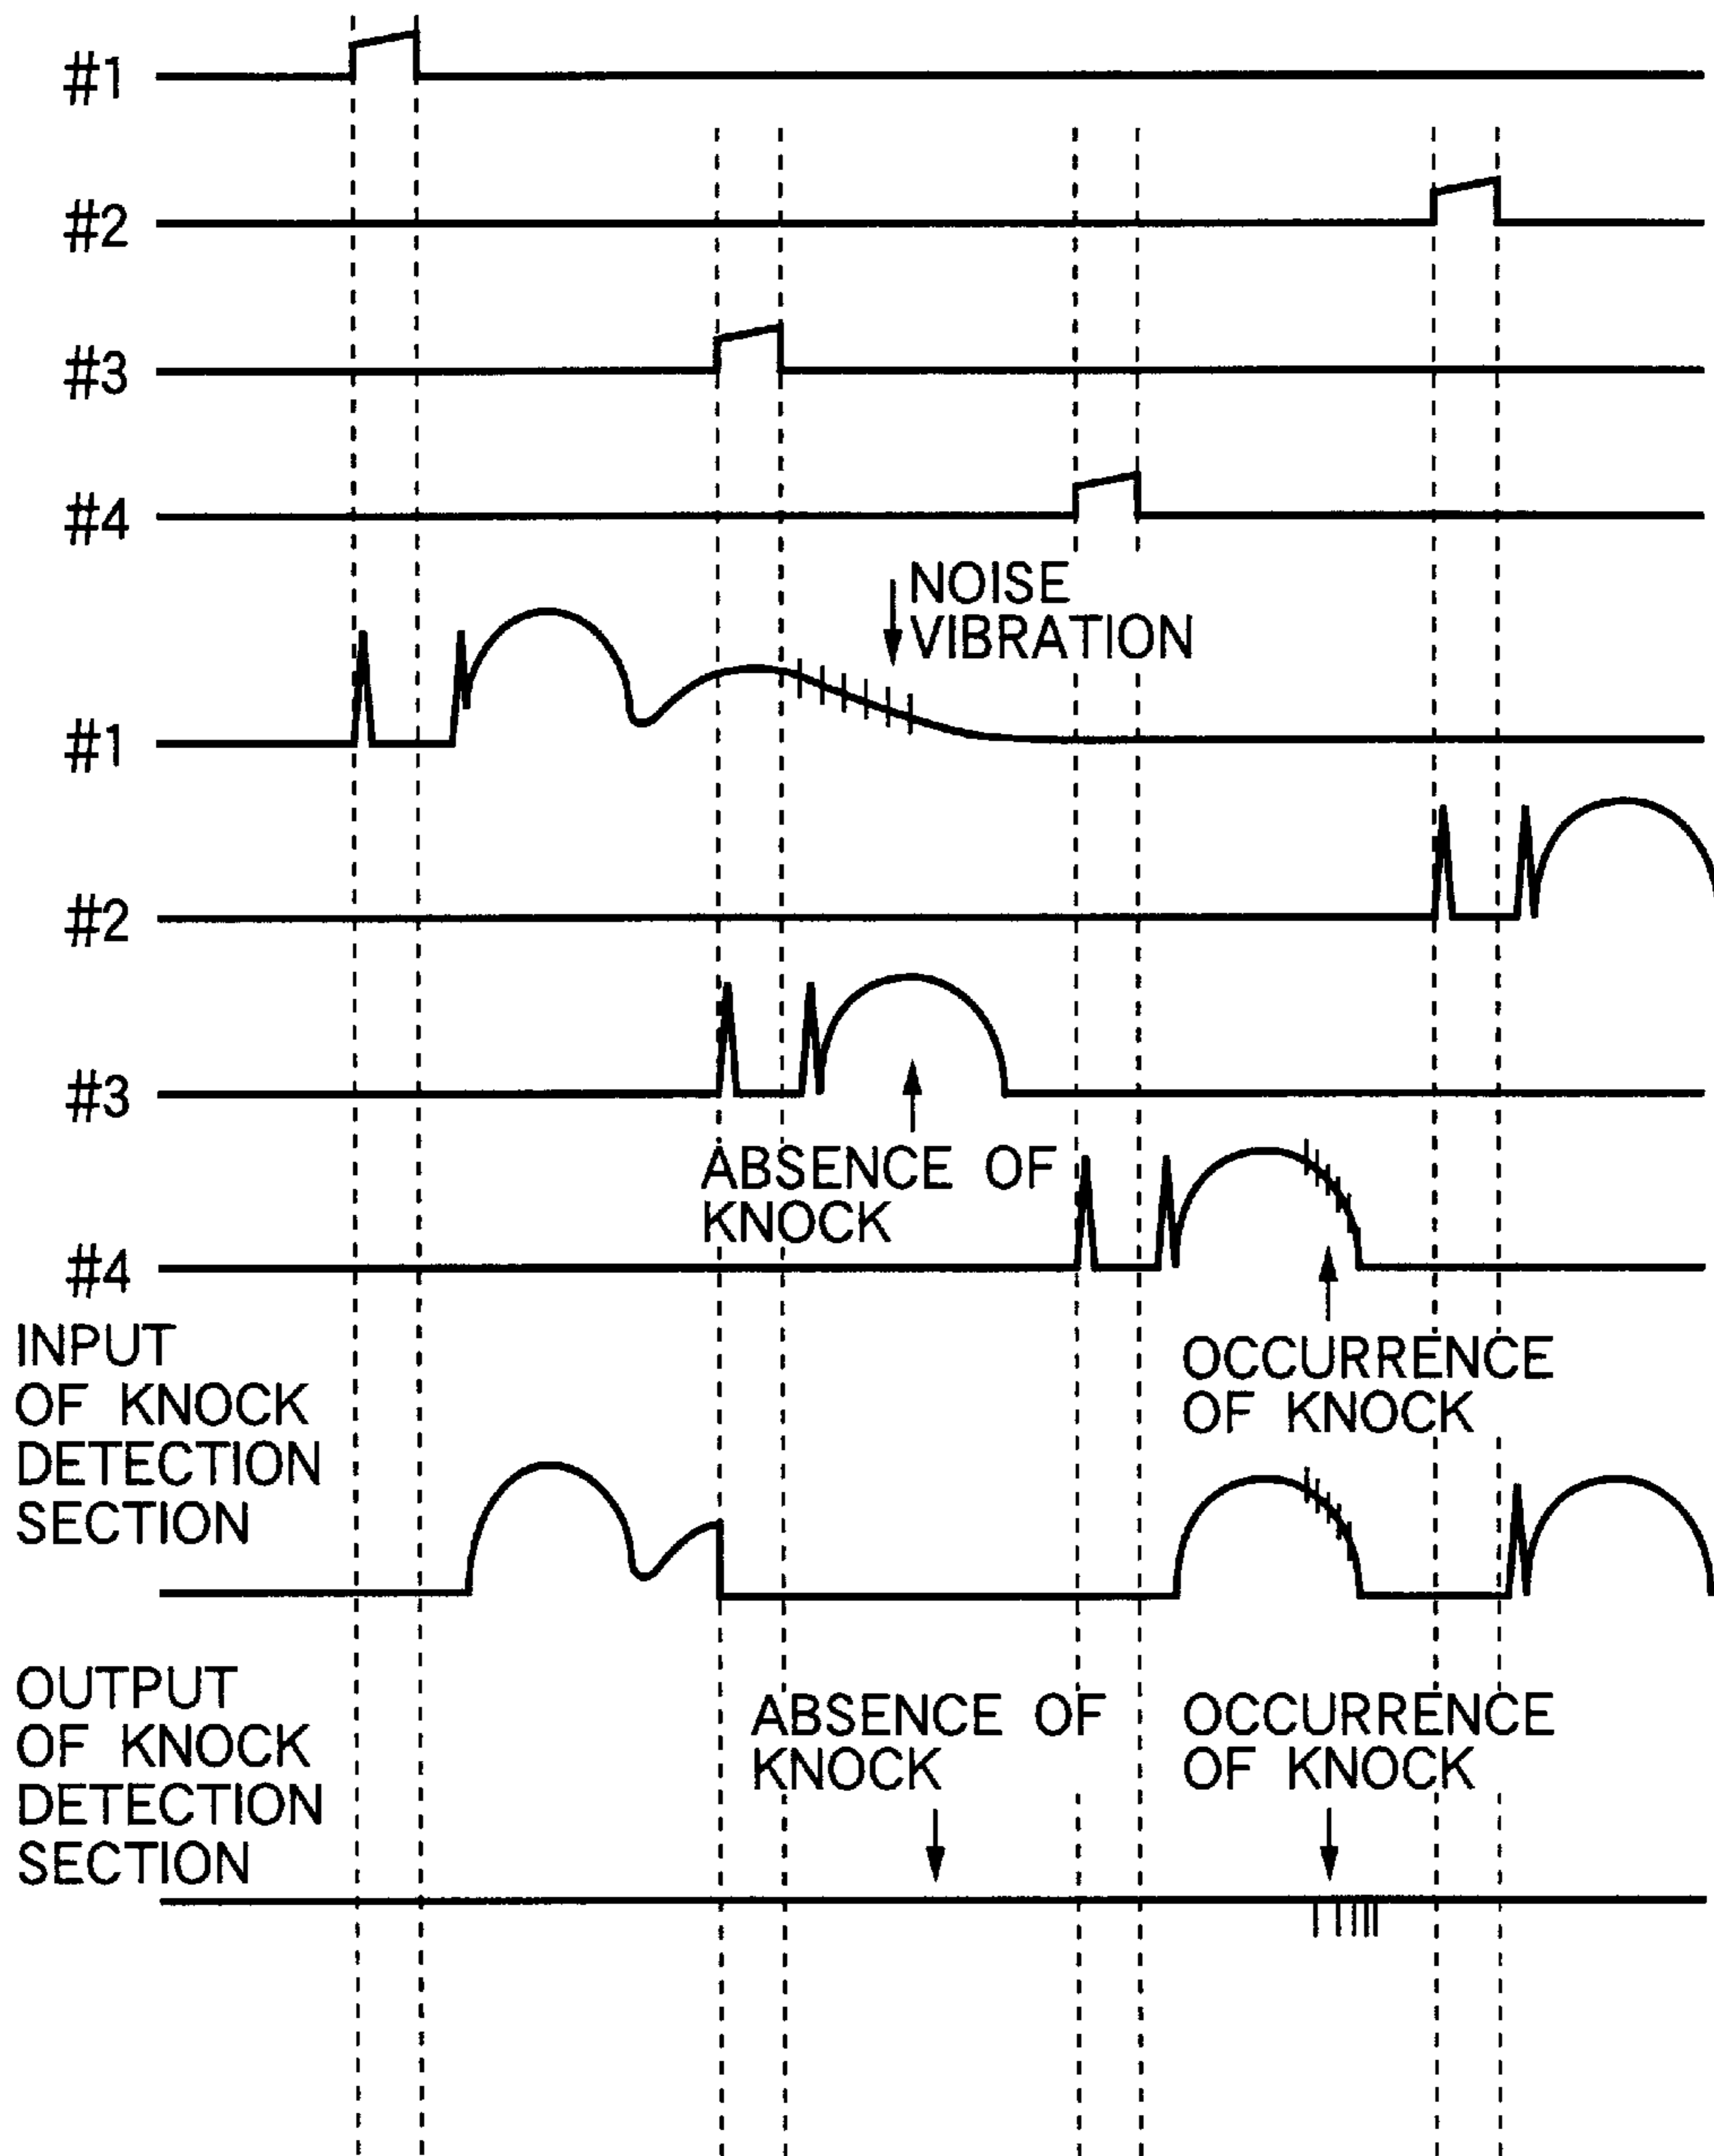 #1
#2
#3
#4
NOISE
VIBRATION
#1
#2
#3
ABSENCE OF
KNOCK
#4
OCCURRENCE
OF KNOCK
INPUT
OF KNOCK
DETECTION
SECTION
OUTPUT
OF KNOCK
DETECTION
SECTION
ABSENCE OF
KNOCK
OCCURRENCE
OF KNOCK